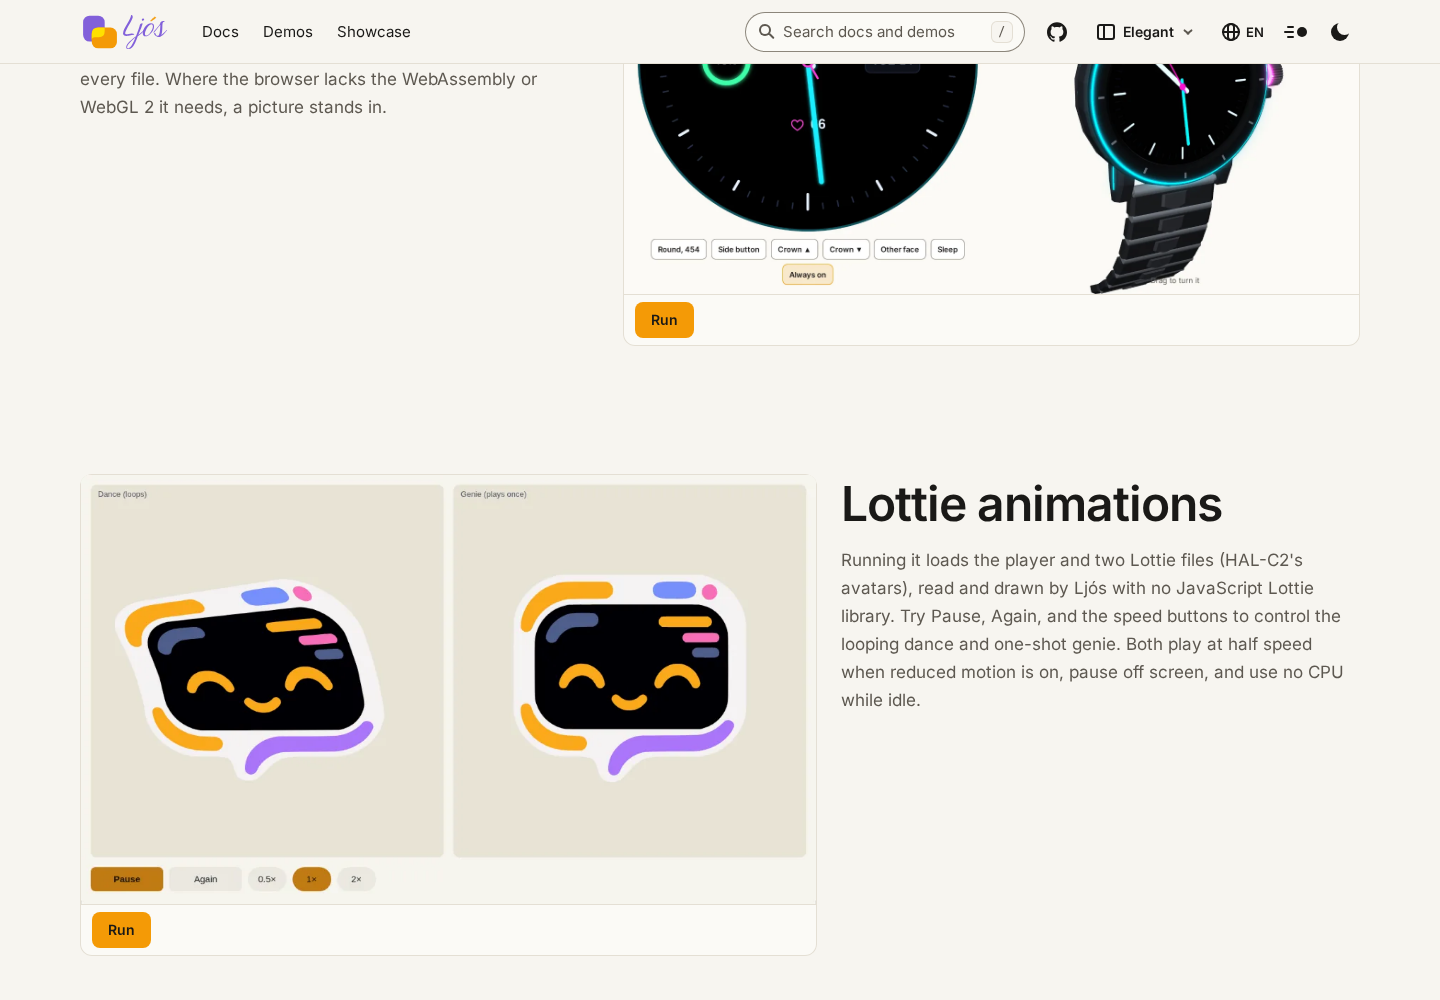 Ljós
Docs
Demos
Showcase
Search docs and demos
/
Elegant
EN
every file. Where the browser lacks the WebAssembly or
WebGL 2 it needs, a picture stands in.
Round, 454
Side button
Crown ▲
Crown ▼
Other face
Sleep
Always on
to turn it
Run
Dance (loops)
Genie (plays once)
Pause
Again
0.5×
1×
2×
Run
Lottie animations
Running it loads the player and two Lottie files (HAL-C2's
avatars), read and drawn by Ljós with no JavaScript Lottie
library. Try Pause, Again, and the speed buttons to control the
looping dance and one-shot genie. Both play at half speed
when reduced motion is on, pause off screen, and use no CPU
while idle.